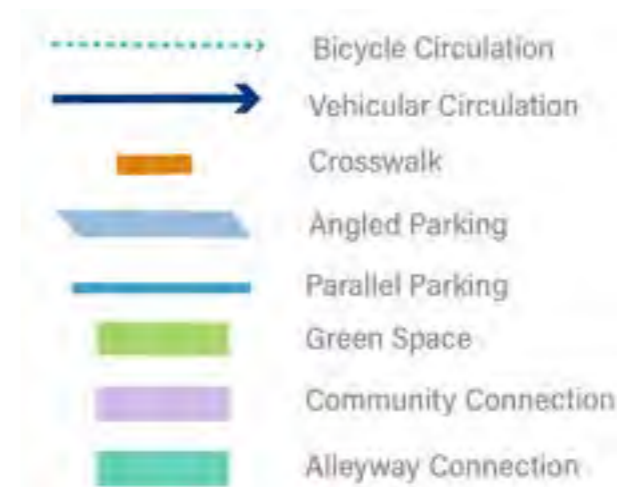 Bicycle Circulation
Vehicular Circulation
Crosswalk
Angled Parking
Parallel Parking
Green Space
Community Connection
Alleyway Connection